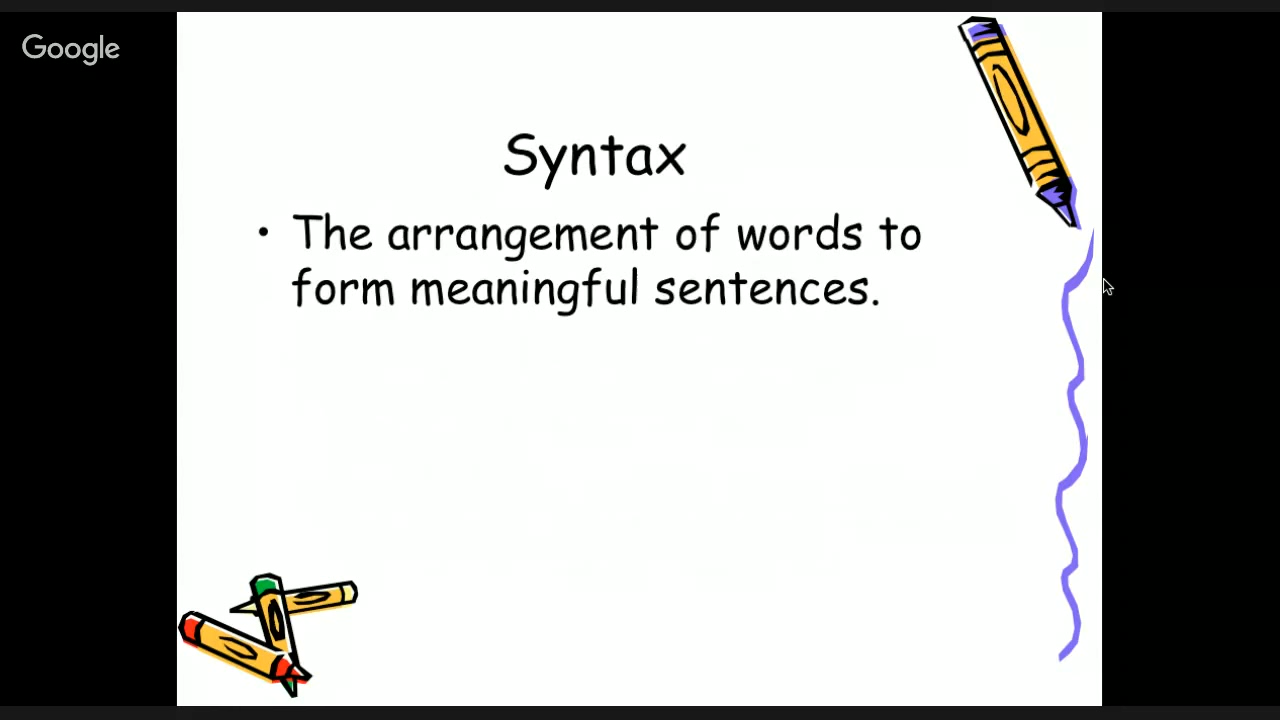 Google
Syntax
• The arrangement of words to
form meaningful sentences.